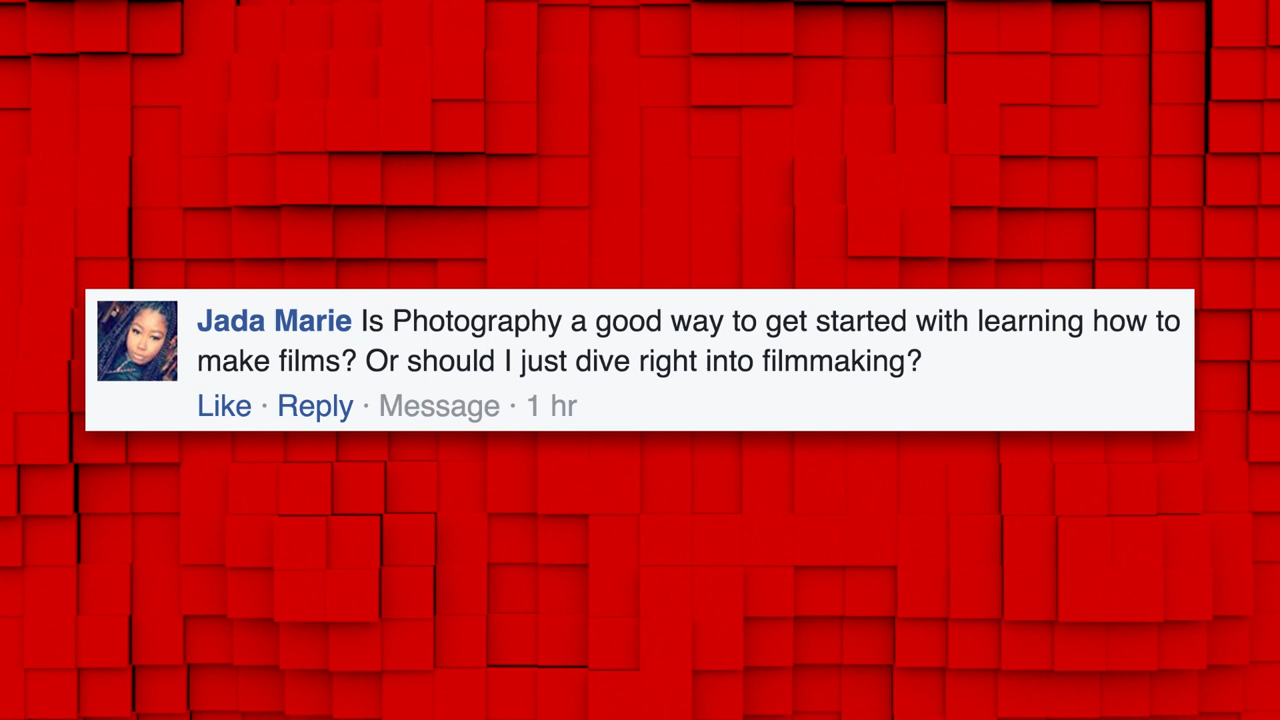 Jada Marie Is Photography a good way to get started with learning how to
make films? Or should I just dive right into filmmaking?
Like · Reply · Message · 1 hr